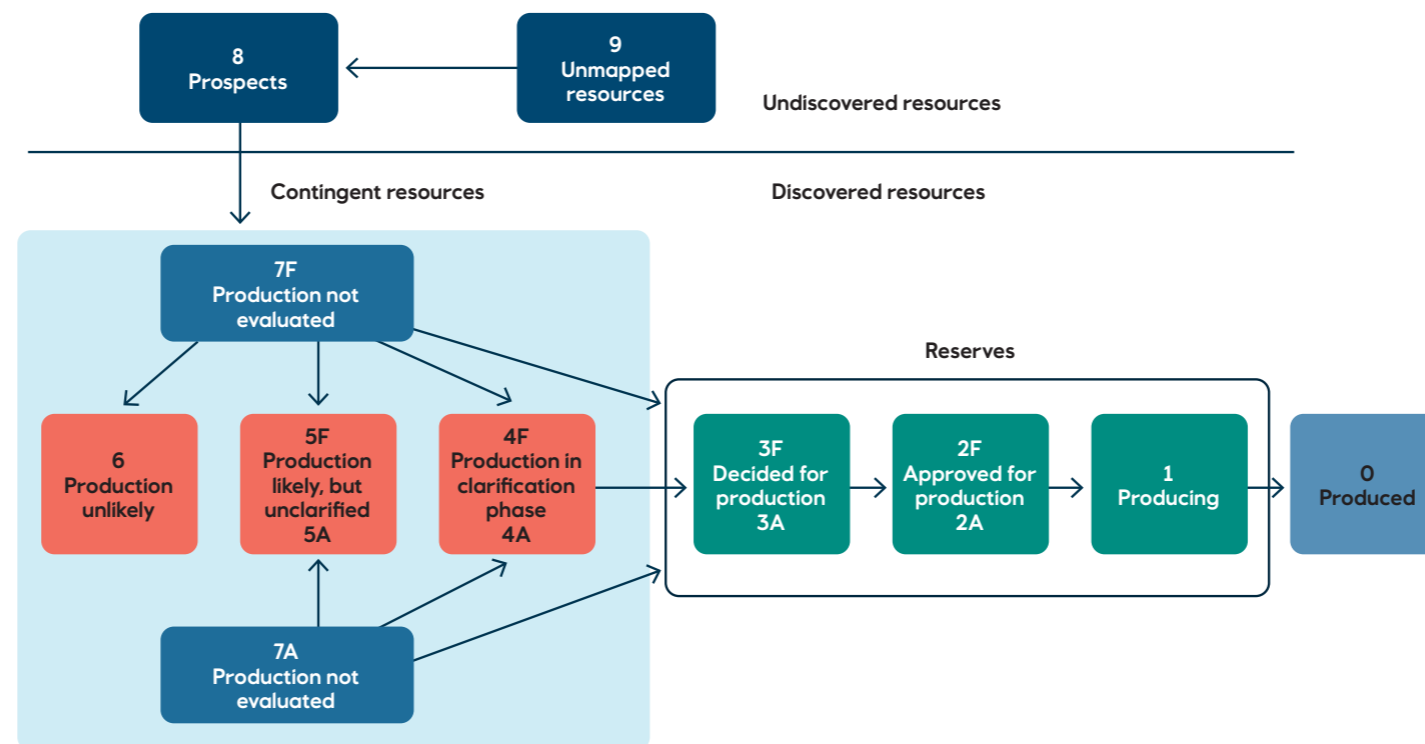 8
Prospects
9
Unmapped
resources
Undiscovered resources
Contingent resources
Discovered resources
7F
Production not
evaluated
Reserves
6
Production
unlikely
5F
Production
likely, but
unclarified
5A
4F
Production in
clarification
phase
4A
3F
Decided for
production
3A
2F
Approved for
production
2A
1
Producing
0
Produced
7A
Production not
evaluated